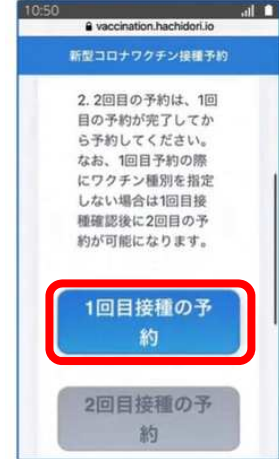 10:50
vaccination.hachidori.io
新型コロナワクチン接種予約
2. 2回目の予約は、1回
目の予約が完了してか
ら予約してください。
なお、1回目予約の際
にワクチン種別を指定
しない場合は1回目接
種確認後に2回目の予
約が可能になります。
1回目接種の予
約
2回目接種の予
約